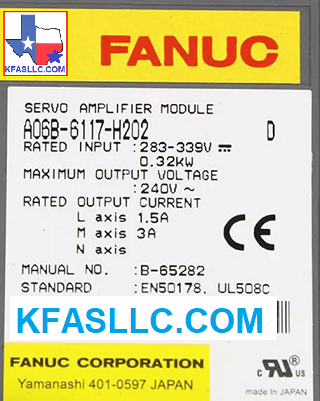 KFASLLC.COM
FANUC
SERVO AMPLIFIER MODULE
A06B-6117-H202 D
RATED INPUT : 283-339V ⎓
0.32KW
MAXIMUM OUTPUT VOLTAGE
: 240V ~
RATED OUTPUT CURRENT
L axis 1.5A
M axis 3A
N axis
CE
MANUAL NO. : B-65282
STANDARD : EN50178, UL508C
KFASLLC.COM
FANUC CORPORATION
Yamanashi 401-0597 JAPAN
c RU us
made in JAPAN